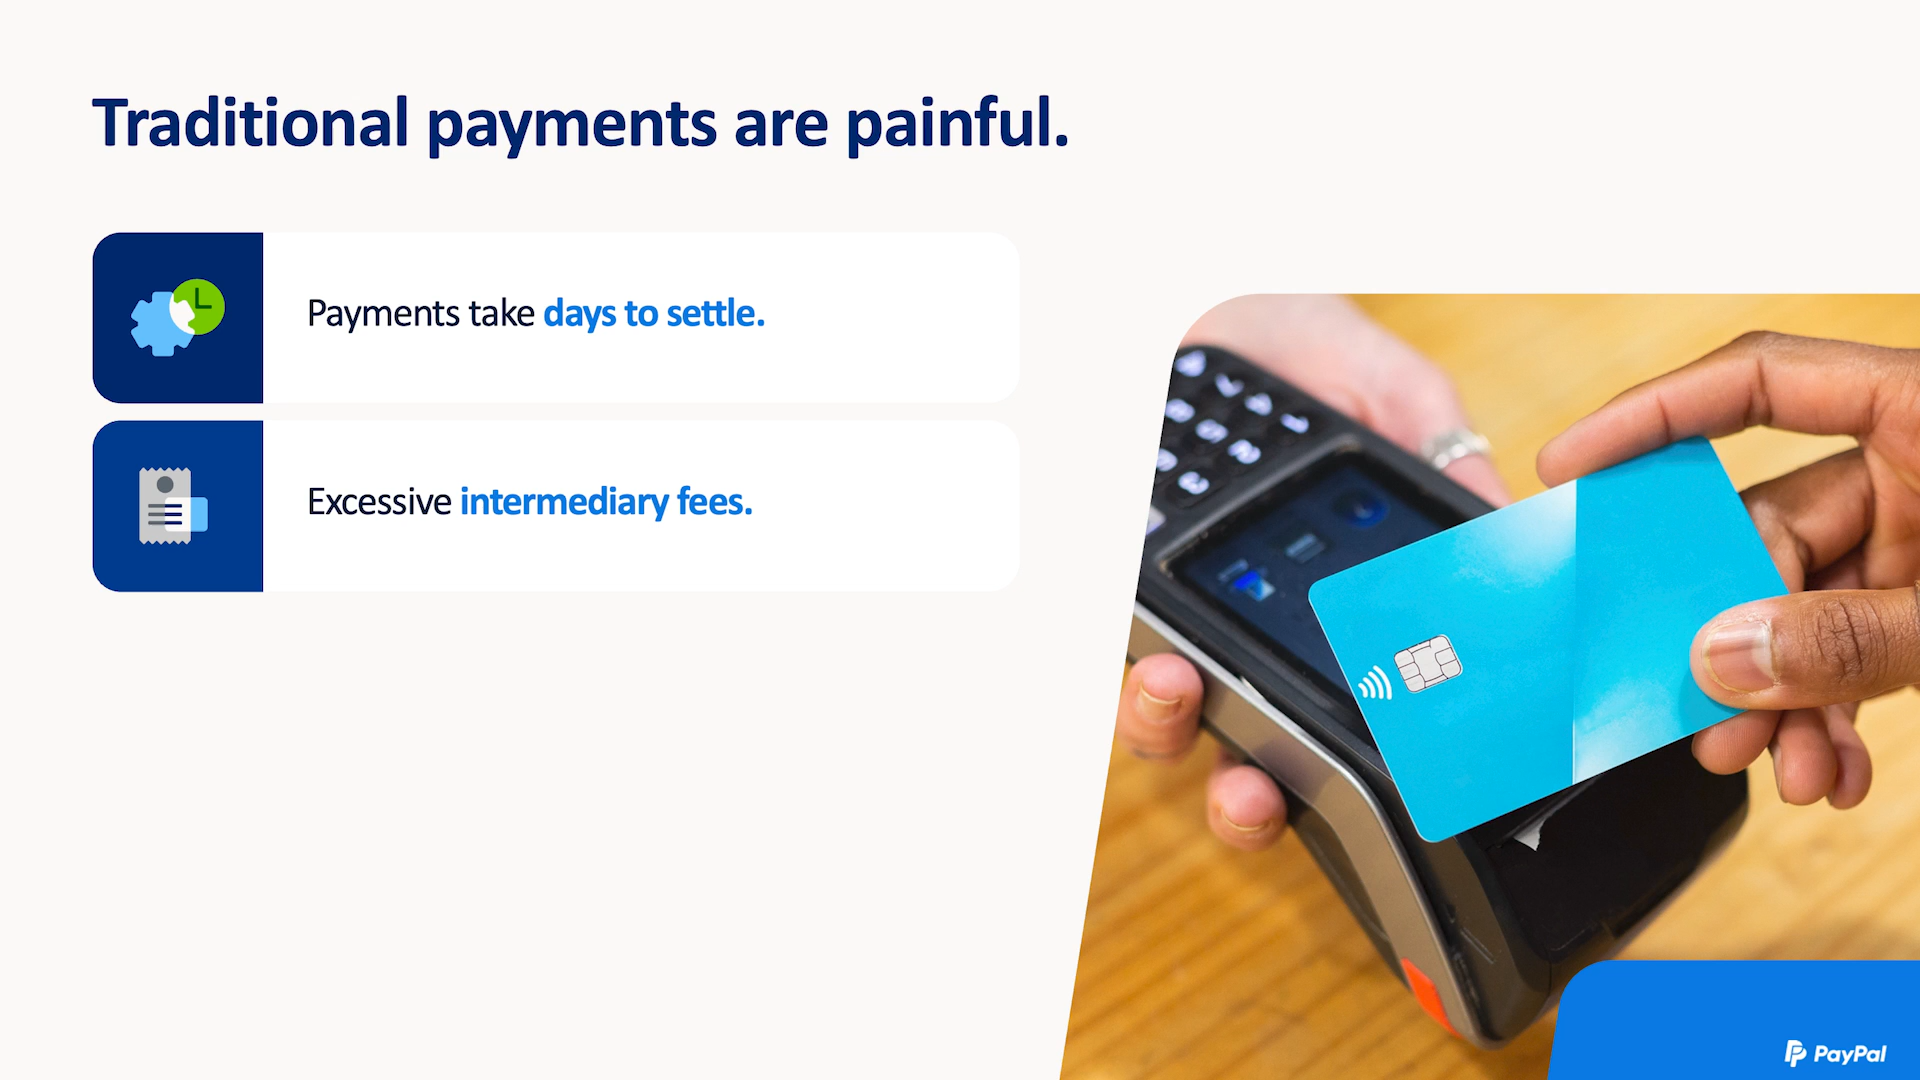 Traditional payments are painful.
Payments take days to settle.
Excessive intermediary fees.
PayPal